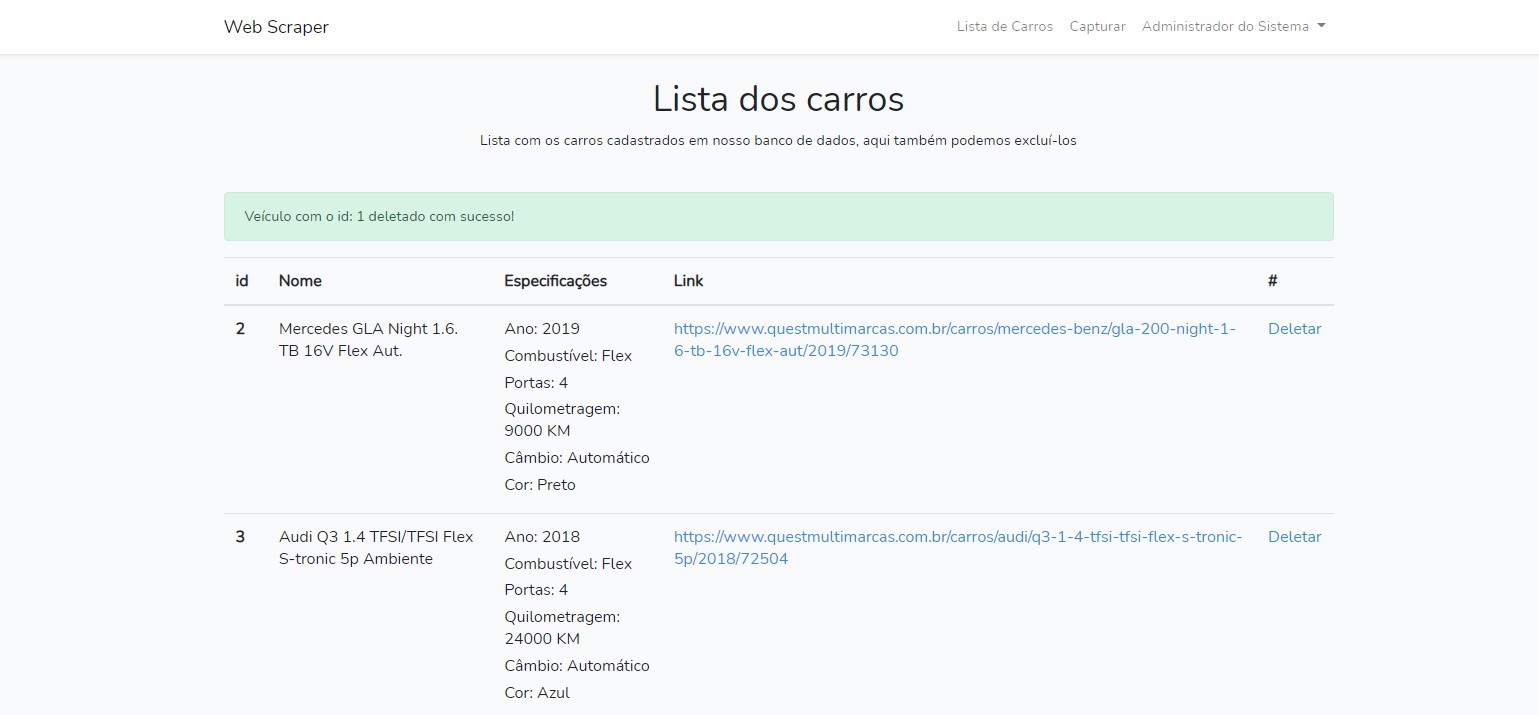 Web Scraper
Lista de Carros
Capturar
Administrador do Sistema
Lista dos carros
Lista com os carros cadastrados em nosso banco de dados, aqui também podemos excluí-los
Veículo com o id: 1 deletado com sucesso!
id
Nome
Especificações
Link
#
2
Mercedes GLA Night 1.6.
TB 16V Flex Aut.
Ano: 2019
Combustível: Flex
Portas: 4
Quilometragem:
9000 KM
Câmbio: Automático
Cor: Preto
https://www.questmultimarcas.com.br/carros/mercedes-benz/gla-200-night-1-
6-tb-16v-flex-aut/2019/73130
Deletar
3
Audi Q3 1.4 TFSI/TFSI Flex
S-tronic 5p Ambiente
Ano: 2018
Combustível: Flex
Portas: 4
Quilometragem:
24000 KM
Câmbio: Automático
Cor: Azul
https://www.questmultimarcas.com.br/carros/audi/q3-1-4-tfsi-tfsi-flex-s-tronic-
5p/2018/72504
Deletar